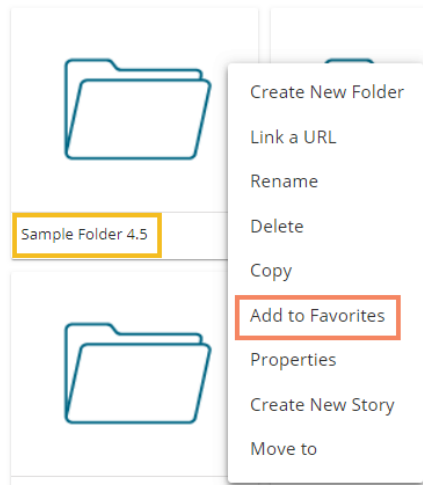 Create New Folder
Link a URL
Rename
Sample Folder 4.5
Delete
Copy
Add to Favorites
Properties
Create New Story
Move to